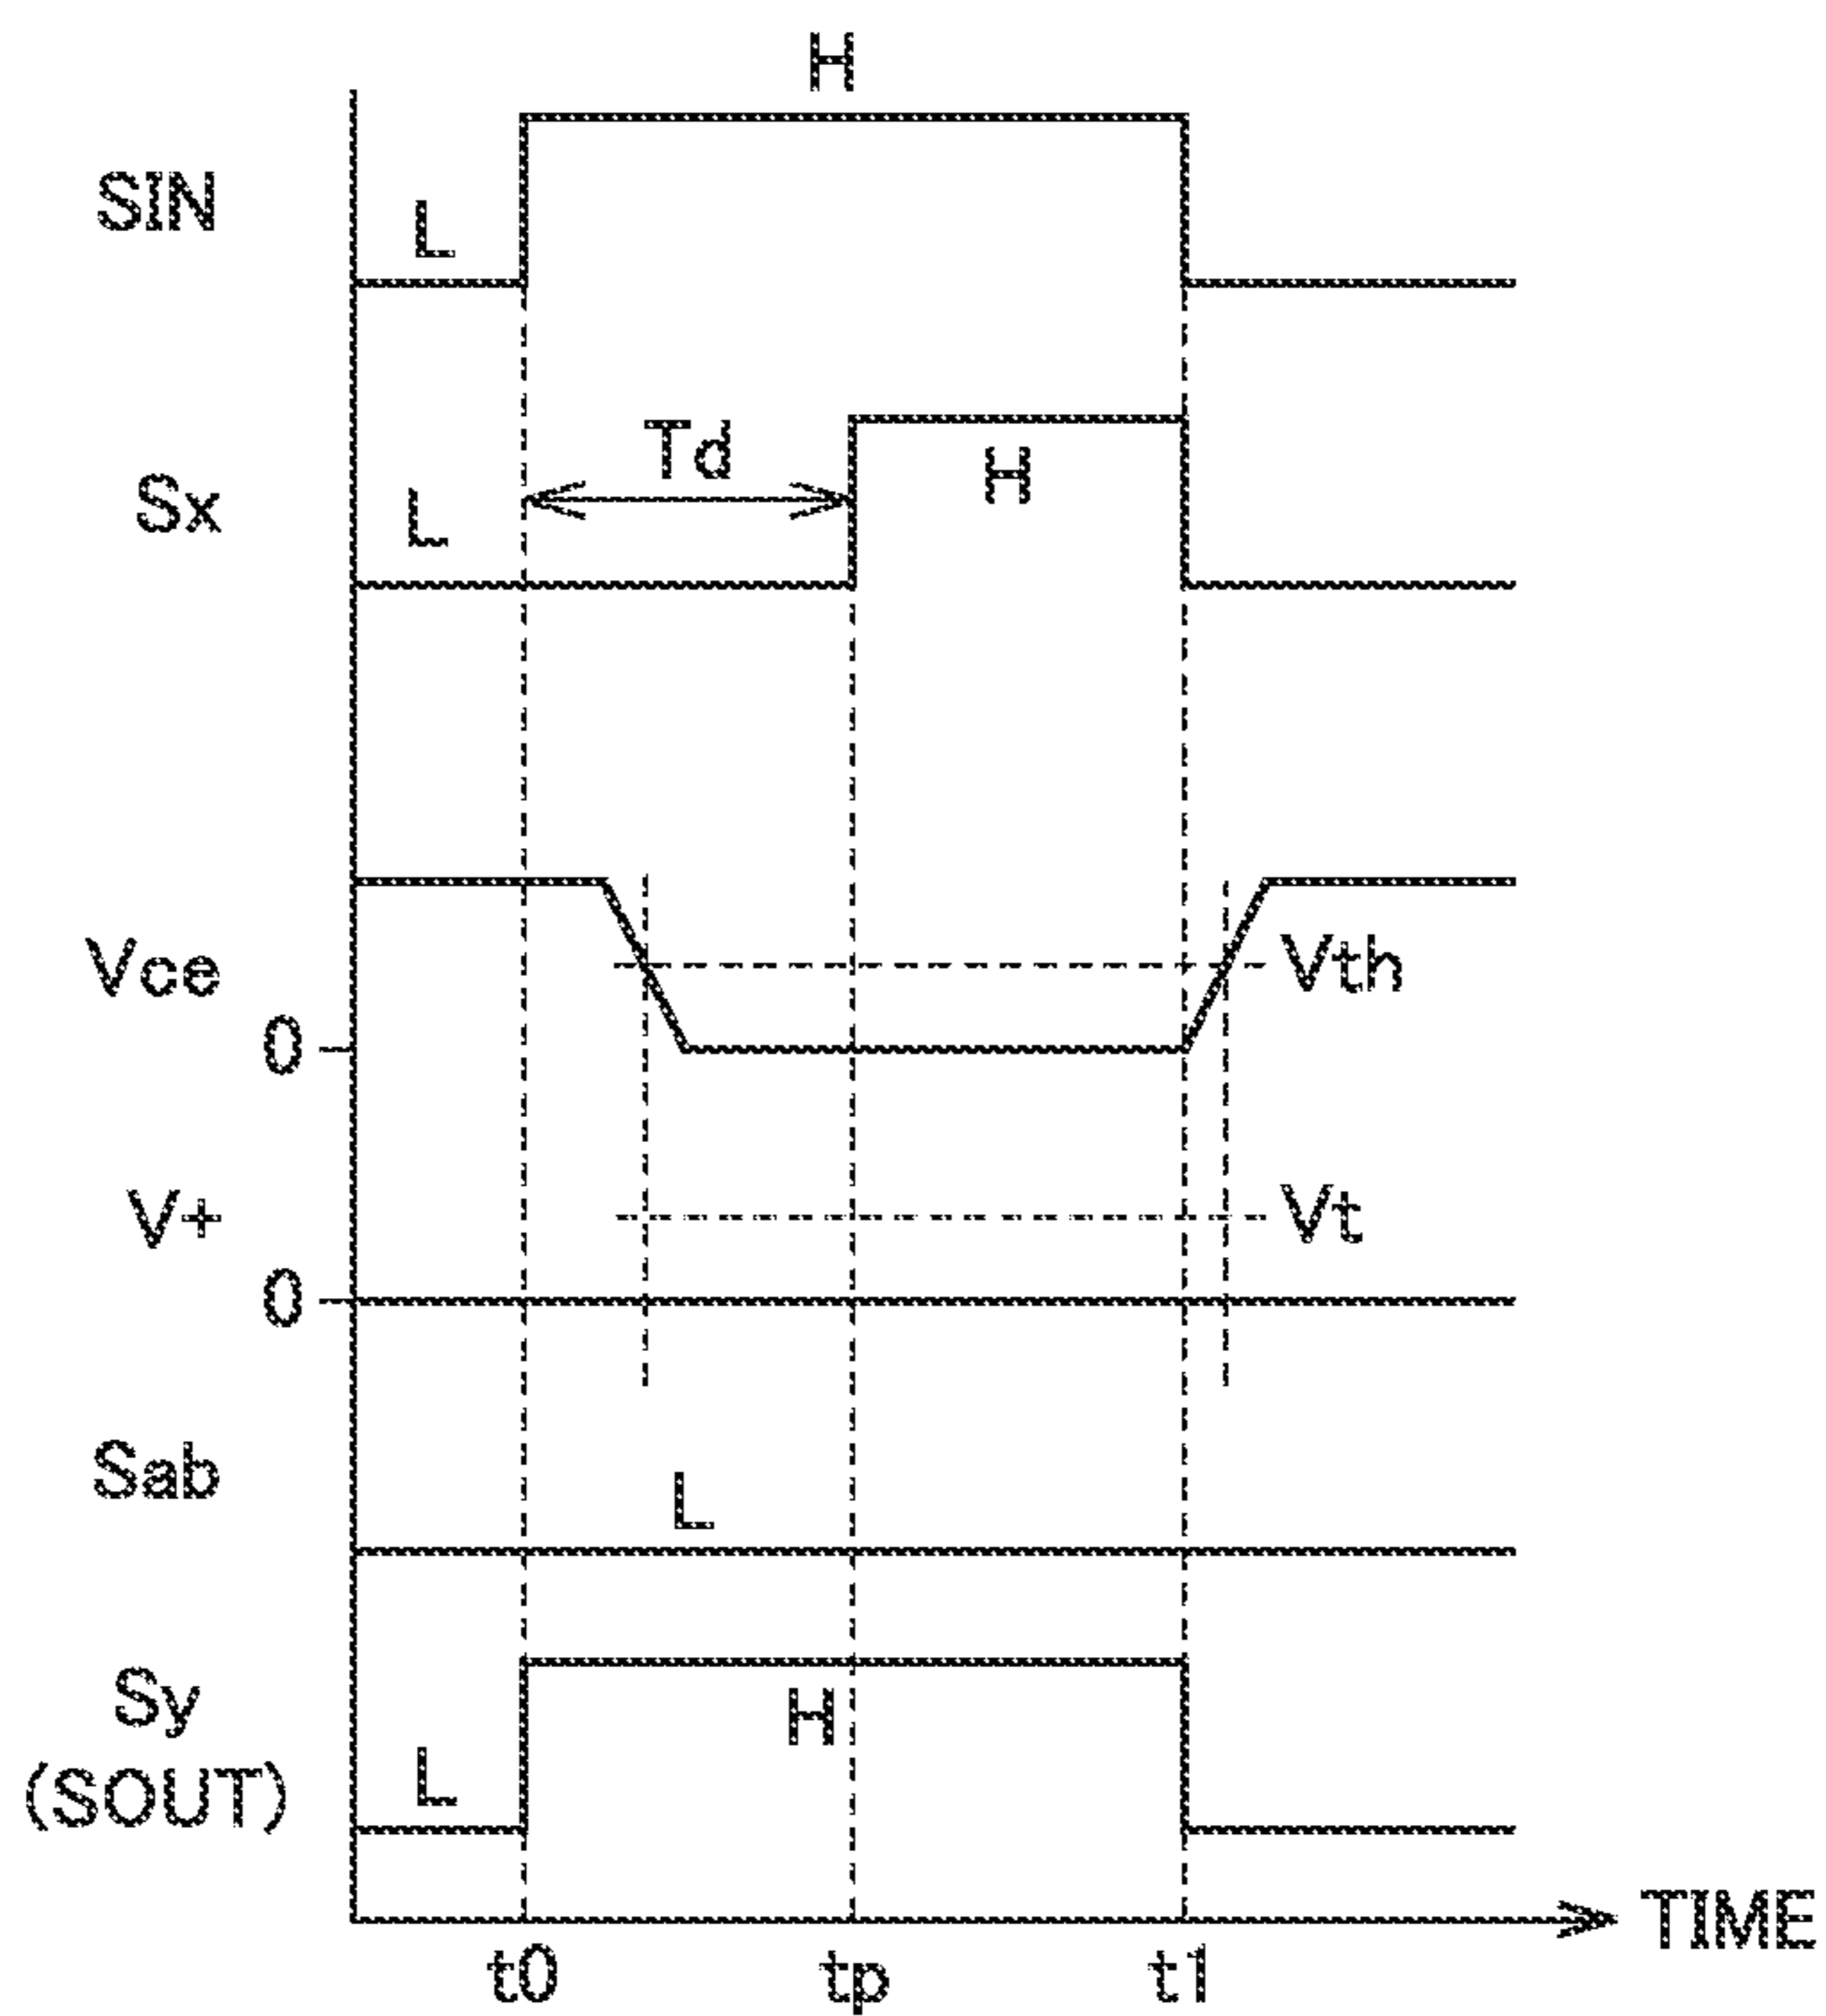 H
SIN
L
Td
H
Sx
L
Vce
Vth
0
V+
Vt
0
Sab
L
Sy
(SOUT)
H
L
TIME
t0
tp
t1